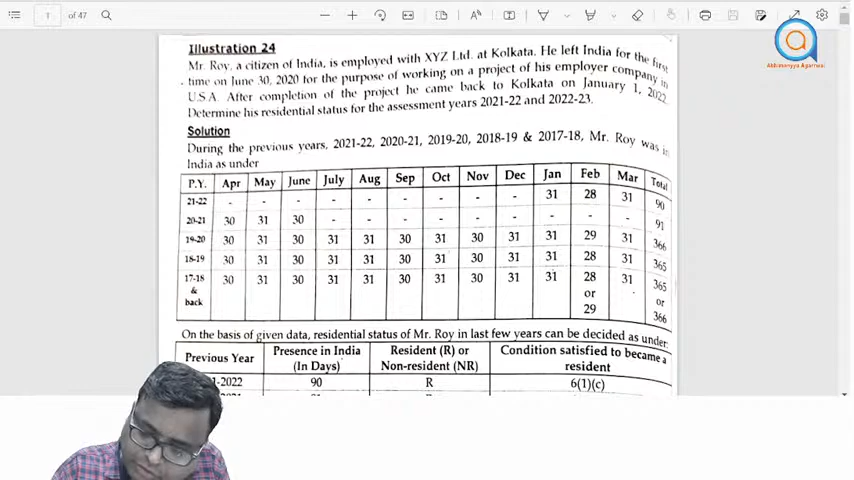 1 of 47
Abhimanyyu Agarrwal
Illustration 24
Mr. Roy, a citizen of India, is employed with XYZ Ltd. at Kolkata. He left India for the first
time on June 30, 2020 for the purpose of working on a project of his employer company in
U.S.A. After completion of the project he came back to Kolkata on January 1, 2022.
Determine his residential status for the assessment years 2021-22 and 2022-23.
Solution
During the previous years, 2021-22, 2020-21, 2019-20, 2018-19 & 2017-18, Mr. Roy was in
India as under
P.Y. Apr May June July Aug Sep Oct Nov Dec Jan Feb Mar Total
21-22 - - - - - - - - - 31 28 31 90
20-21 30 31 30 - - - - - - - - - 91
19-20 30 31 30 31 31 30 31 30 31 31 29 31 366
18-19 30 31 30 31 31 30 31 30 31 31 28 31 365
17-18 30 31 30 31 31 30 31 30 31 31 28 31 365
& or or
back 29 366
On the basis of given data, residential status of Mr. Roy in last few years can be decided as under:
Previous Year Presence in India Resident (R) or Condition satisfied to became a
(In Days) Non-resident (NR) resident
1-2022 90 R 6(1)(c)